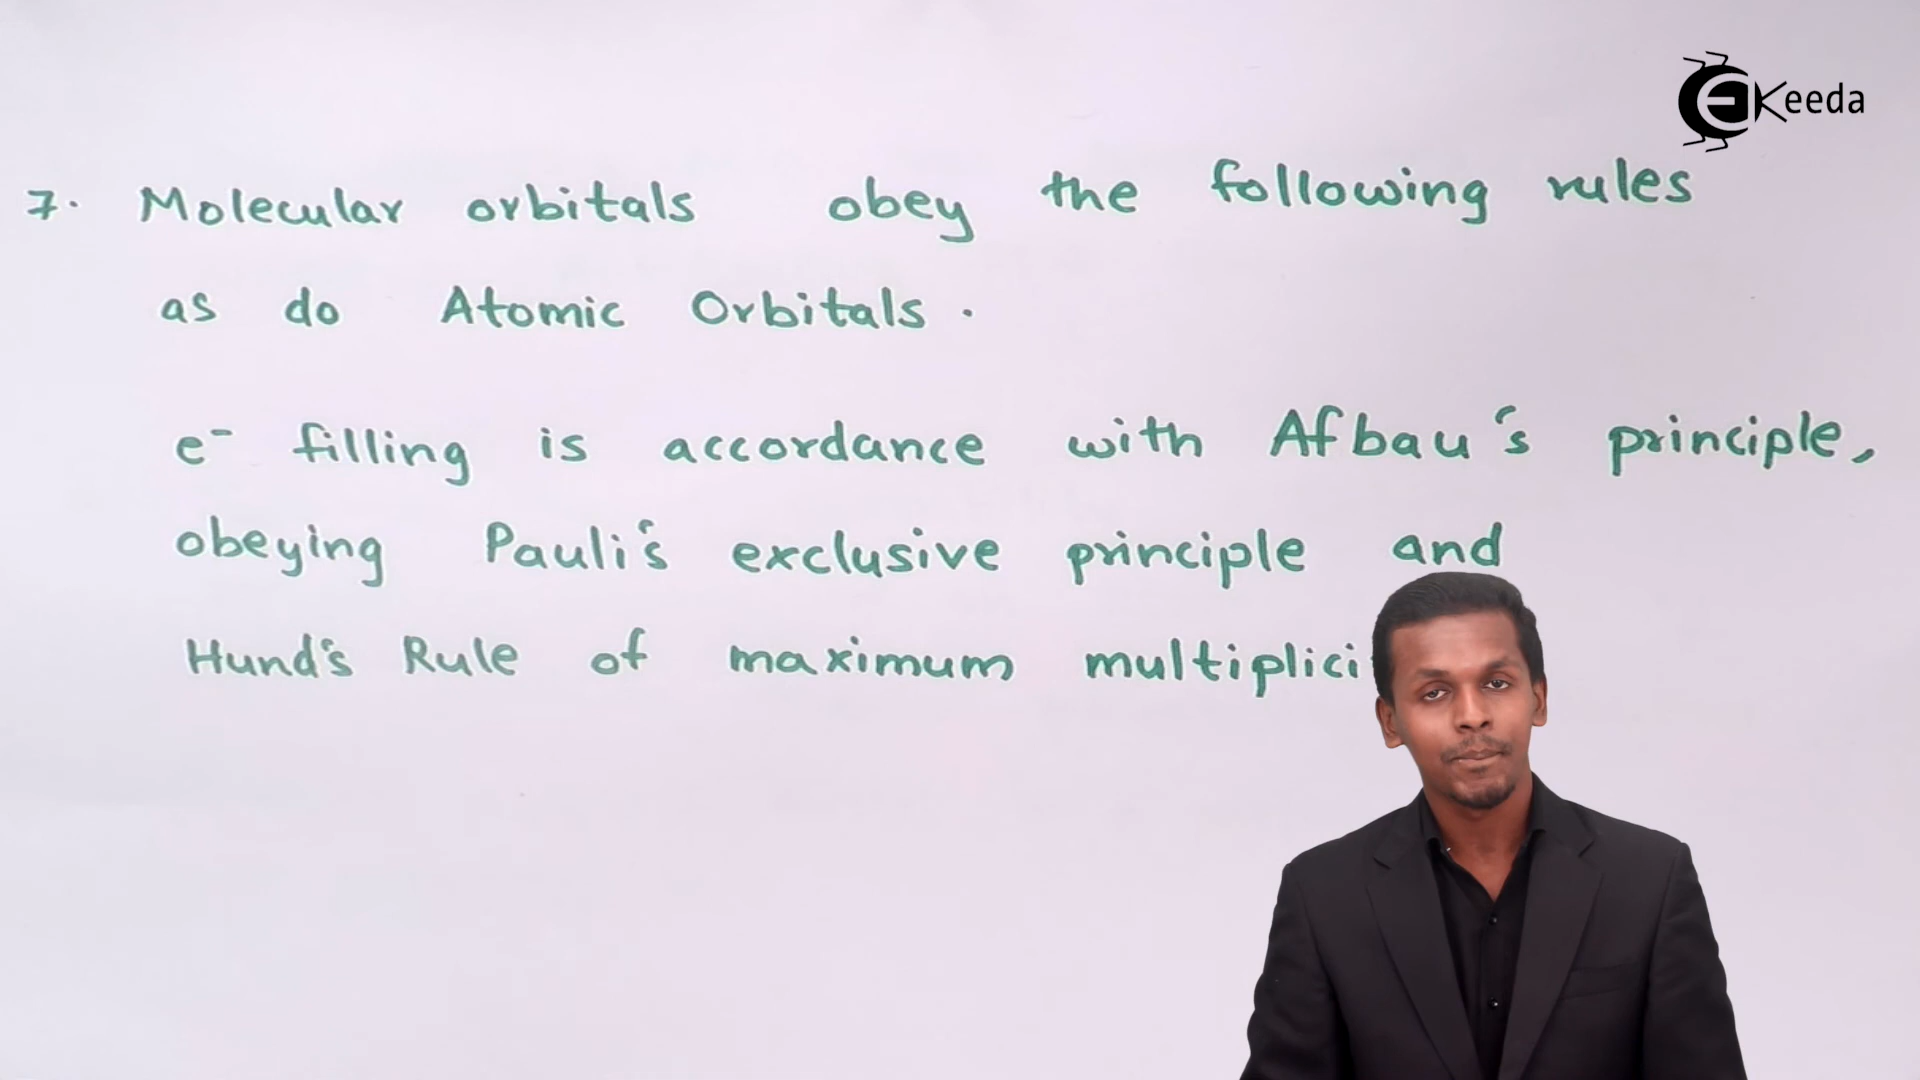 EKeeda
7. Molecular orbitals obey the following rules
as do Atomic Orbitals.
e⁻ filling is accordance with Afbau's principle,
obeying Pauli's exclusive principle and
Hund's Rule of maximum